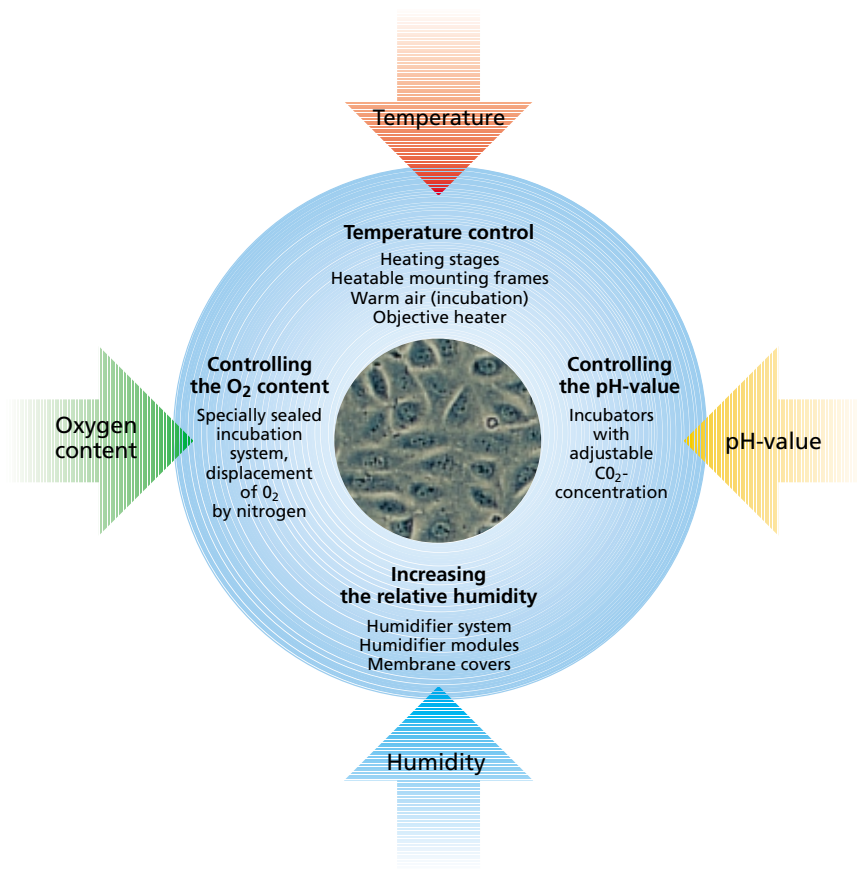 Temperature
Temperature control
Heating stages
Heatable mounting frames
Warm air (incubation)
Objective heater
Oxygen
content
Controlling
the O₂ content
Specially sealed
incubation
system,
displacement
of 0₂
by nitrogen
Controlling
the pH-value
Incubators
with
adjustable
C0₂-
concentration
pH-value
Increasing
the relative humidity
Humidifier system
Humidifier modules
Membrane covers
Humidity